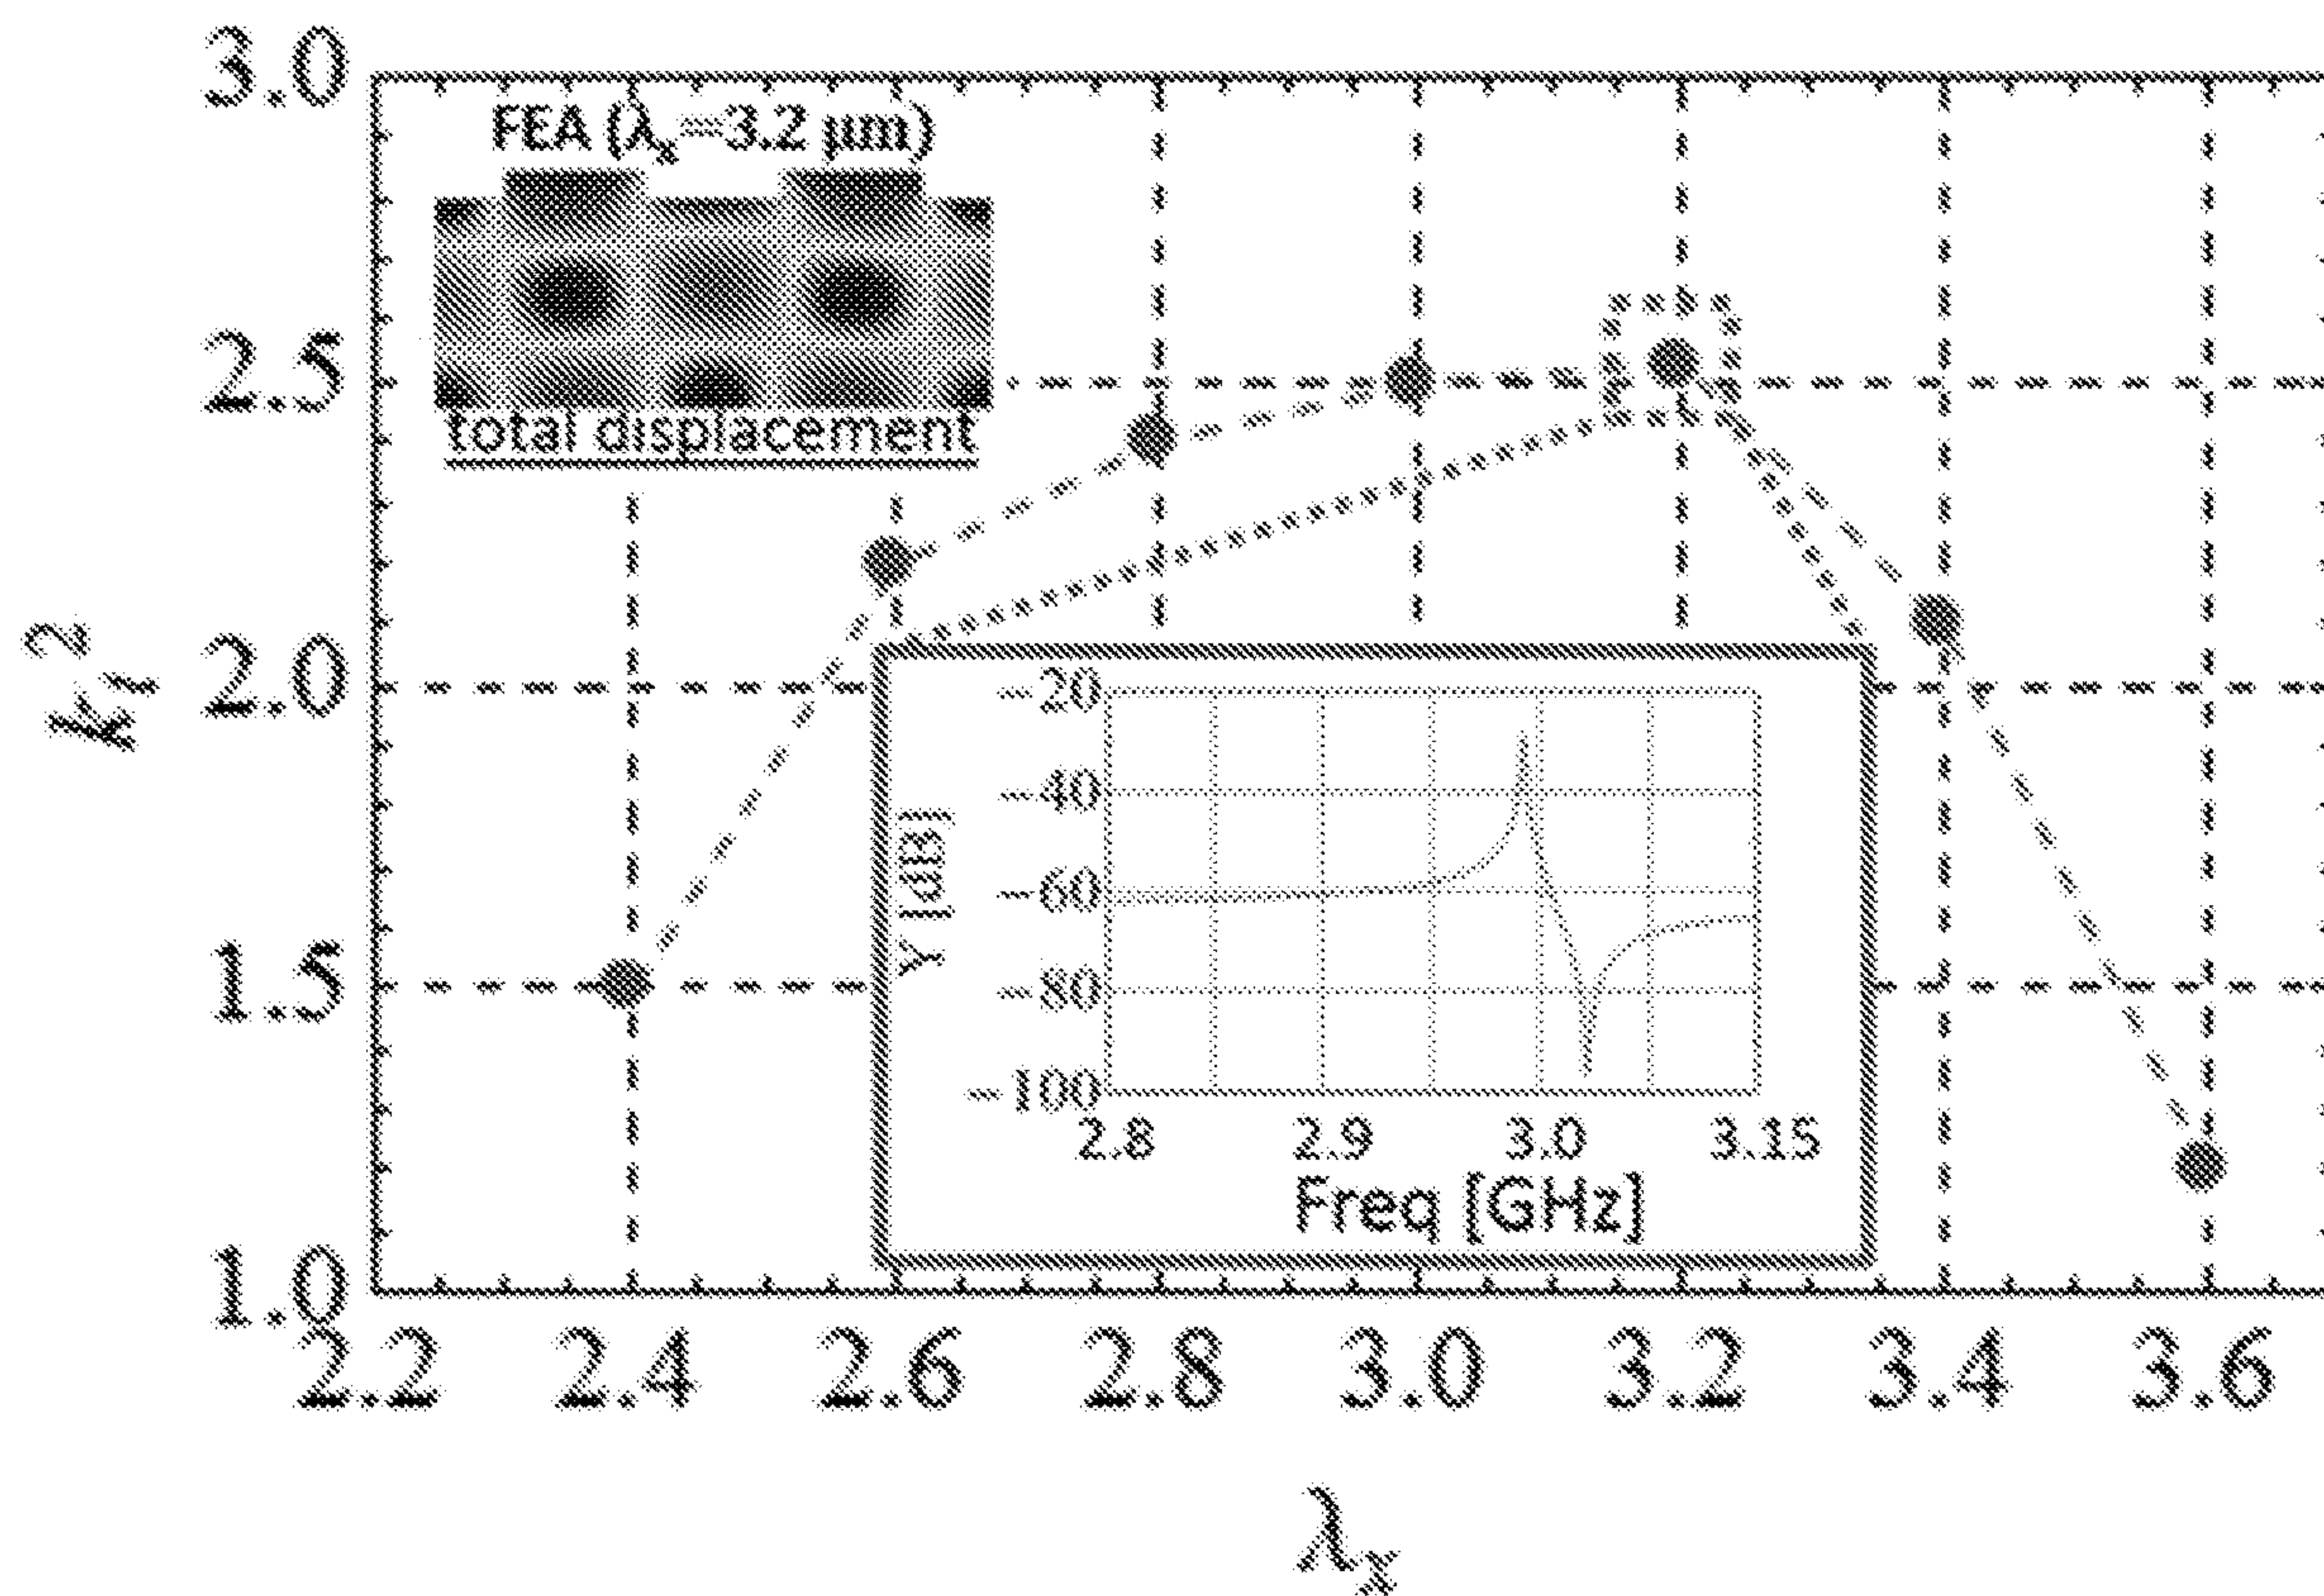 3.0
FEA (λx=3.2 μm)
2.5
total displacement
kt2
2.0
1.5
1.0
-20
-40
-60
-80
-100
Y [dB]
2.8 2.9 3.0 3.15
Freq [GHz]
2.2 2.4 2.6 2.8 3.0 3.2 3.4 3.6
λx